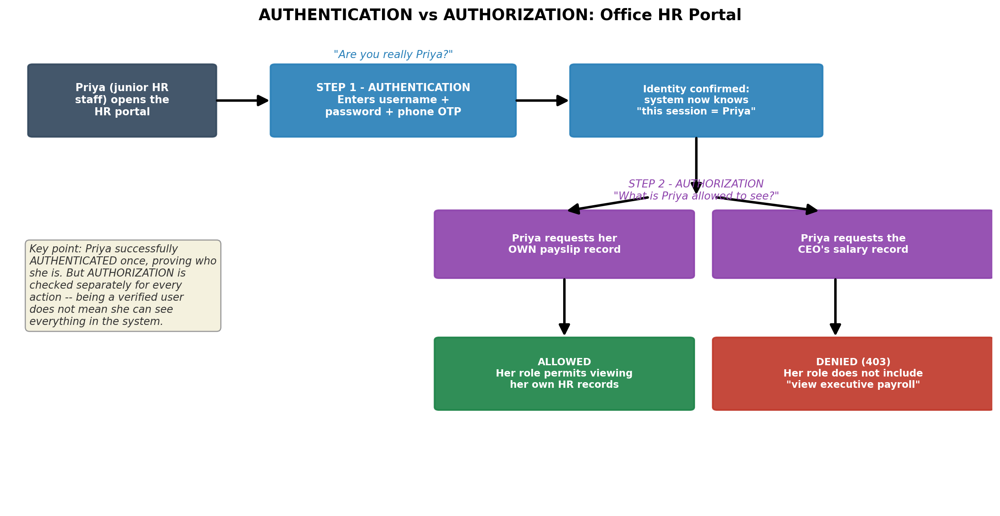 AUTHENTICATION vs AUTHORIZATION: Office HR Portal
"Are you really Priya?"
Priya (junior HR
staff) opens the
HR portal
STEP 1 - AUTHENTICATION
Enters username +
password + phone OTP
Identity confirmed:
system now knows
"this session = Priya"
STEP 2 - AUTHORIZATION
"What is Priya allowed to see?"
Priya requests her
OWN payslip record
Priya requests the
CEO's salary record
Key point: Priya successfully
AUTHENTICATED once, proving who
she is. But AUTHORIZATION is
checked separately for every
action -- being a verified user
does not mean she can see
everything in the system.
ALLOWED
Her role permits viewing
her own HR records
DENIED (403)
Her role does not include
"view executive payroll"